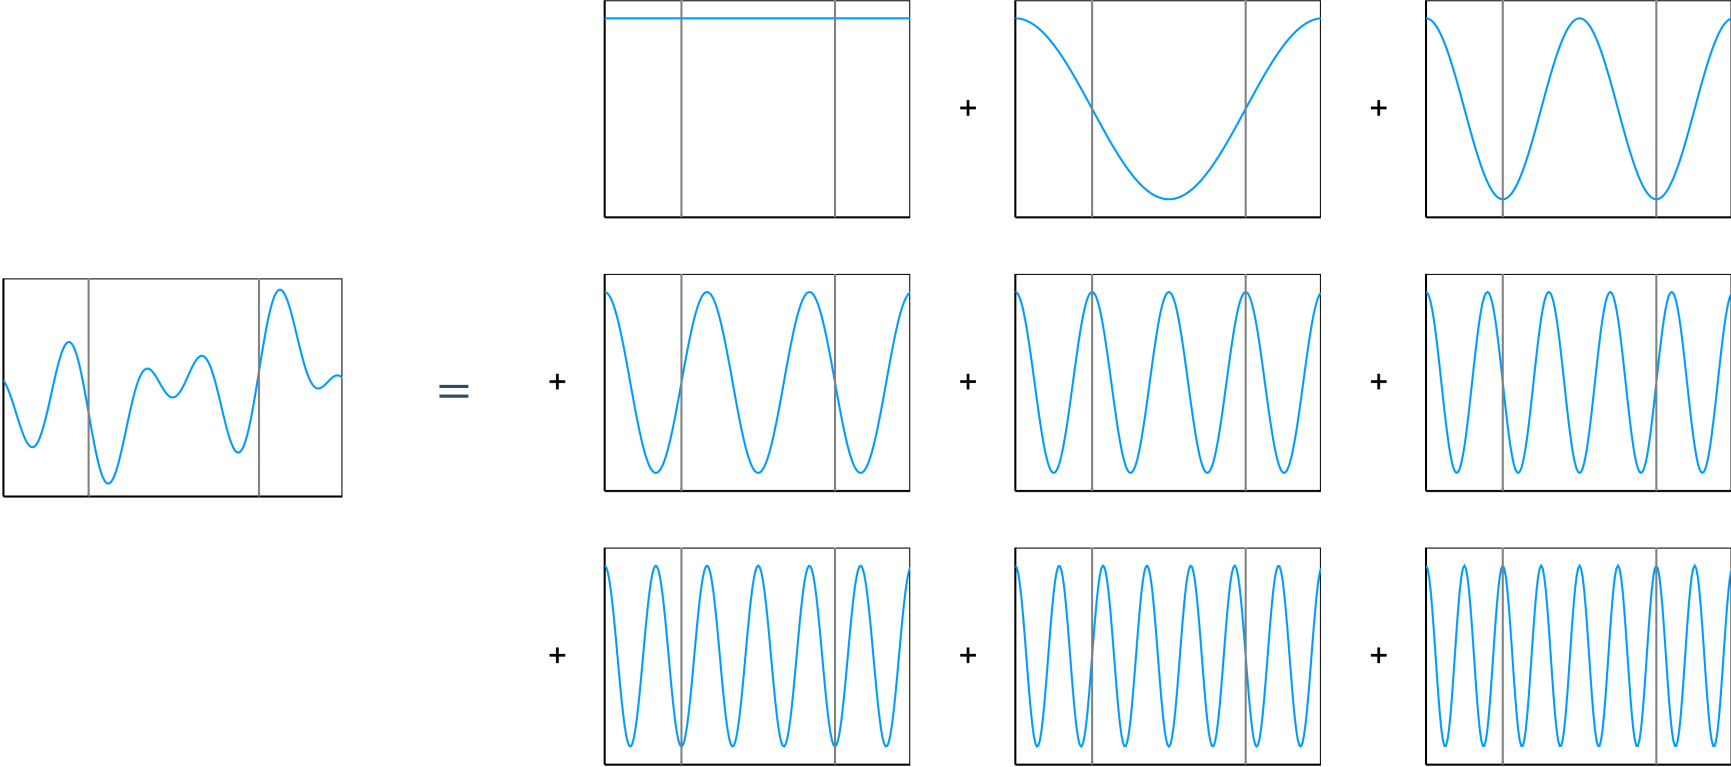 + +
= + + +
+ + +